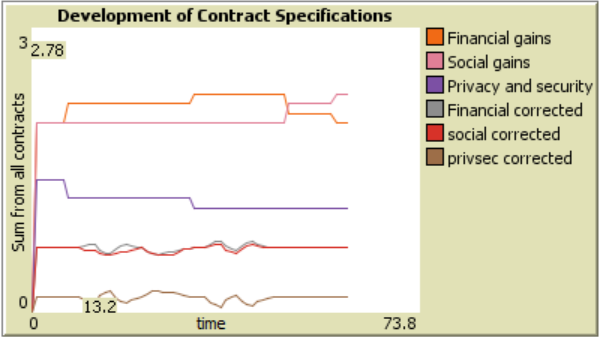 Development of Contract Specifications
3
2.78
Sum from all contracts
0
13.2
0
time
73.8
Financial gains
Social gains
Privacy and security
Financial corrected
social corrected
privsec corrected